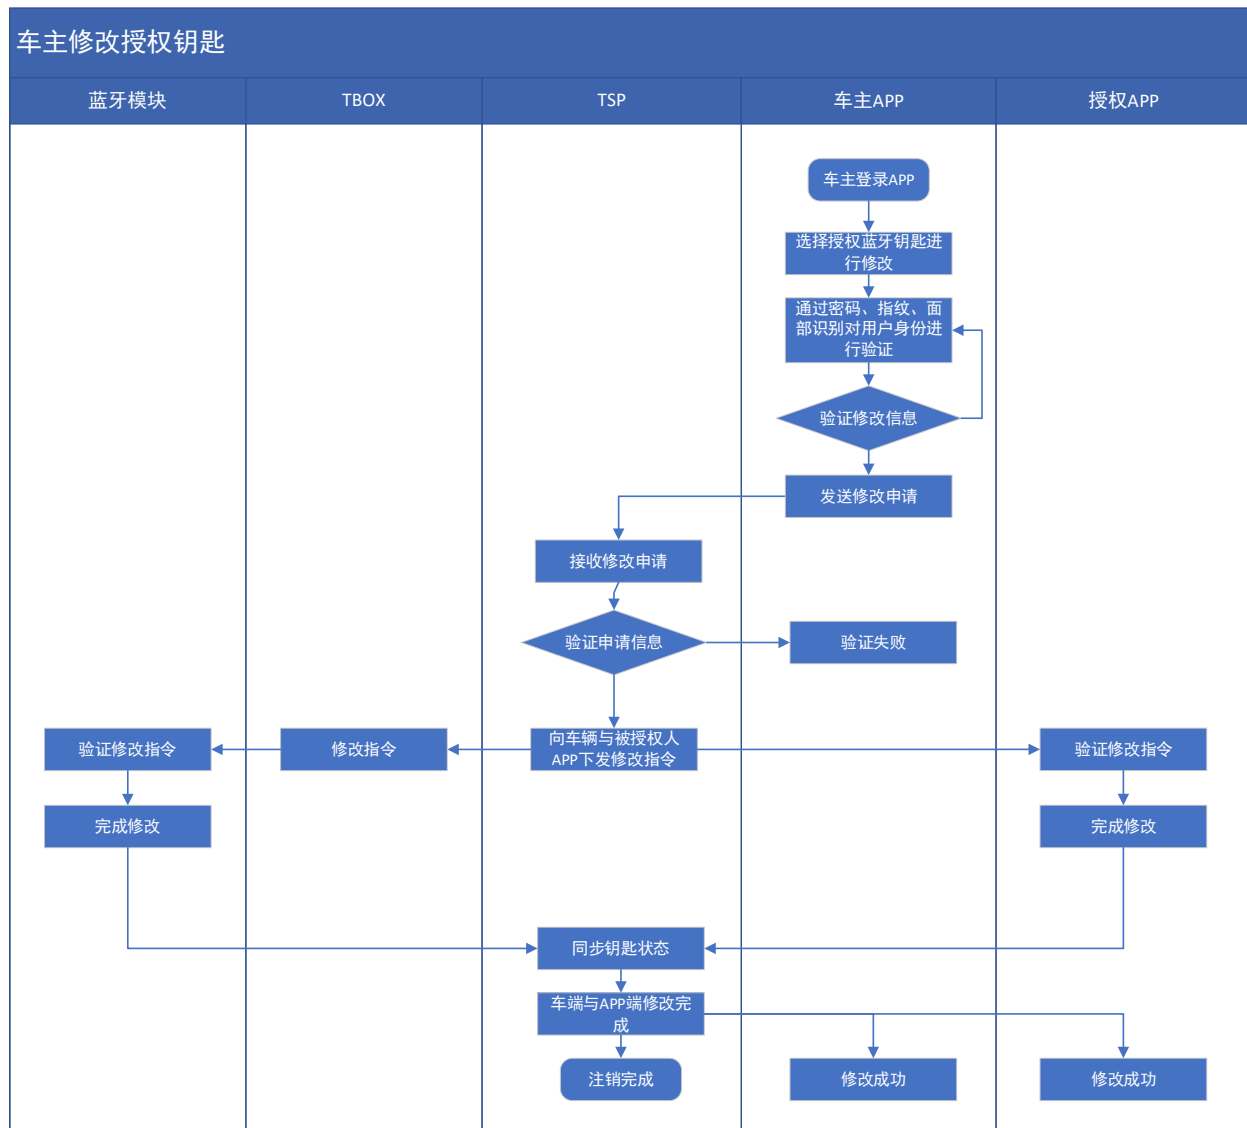 车主修改授权钥匙
蓝牙模块
TBOX
TSP
车主APP
授权APP
车主登录APP
选择授权蓝牙钥匙进
行修改
通过密码、指纹、面
部识别对用户身份进
行验证
验证修改信息
发送修改申请
接收修改申请
验证申请信息
验证失败
验证修改指令
修改指令
向车辆与被授权人
APP下发修改指令
验证修改指令
完成修改
完成修改
同步钥匙状态
车端与APP端修改完
成
注销完成
修改成功
修改成功